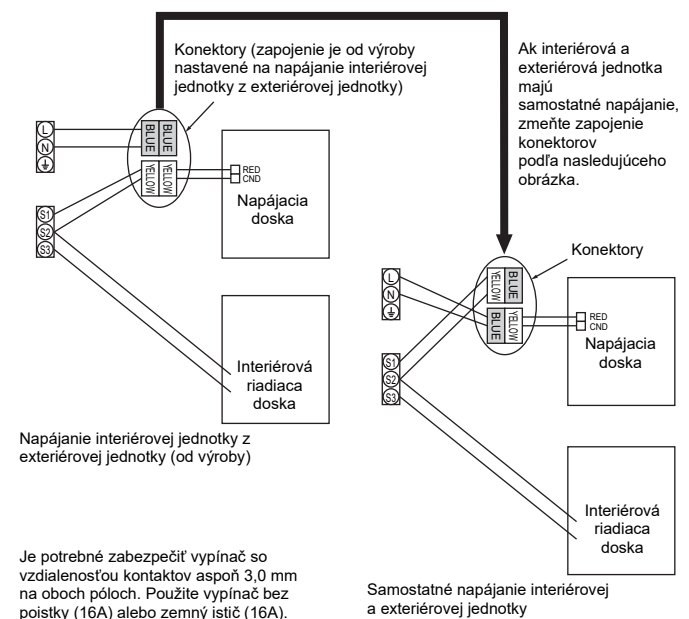 Konektory (zapojenie je od výroby
nastavené na napájanie interiérovej
jednotky z exteriérovej jednotky)
L
N
BLUE
BLUE
YELLOW
YELLOW
RED
CND
Napájacia
doska
S1
S2
S3
Interiérová
riadiaca
doska
Napájanie interiérovej jednotky z
exteriérovej jednotky (od výroby)
Je potrebné zabezpečiť vypínač so
vzdialenosťou kontaktov aspoň 3,0 mm
na oboch póloch. Použite vypínač bez
poistky (16A) alebo zemný istič (16A).
Ak interiérová a
exteriérová jednotka
majú
samostatné napájanie,
zmeňte zapojenie
konektorov
podľa nasledujúceho
obrázka.
Konektory
L
N
YELLOW
BLUE
BLUE
YELLOW
RED
CND
Napájacia
doska
S1
S2
S3
Interiérová
riadiaca
doska
Samostatné napájanie interiérovej
a exteriérovej jednotky